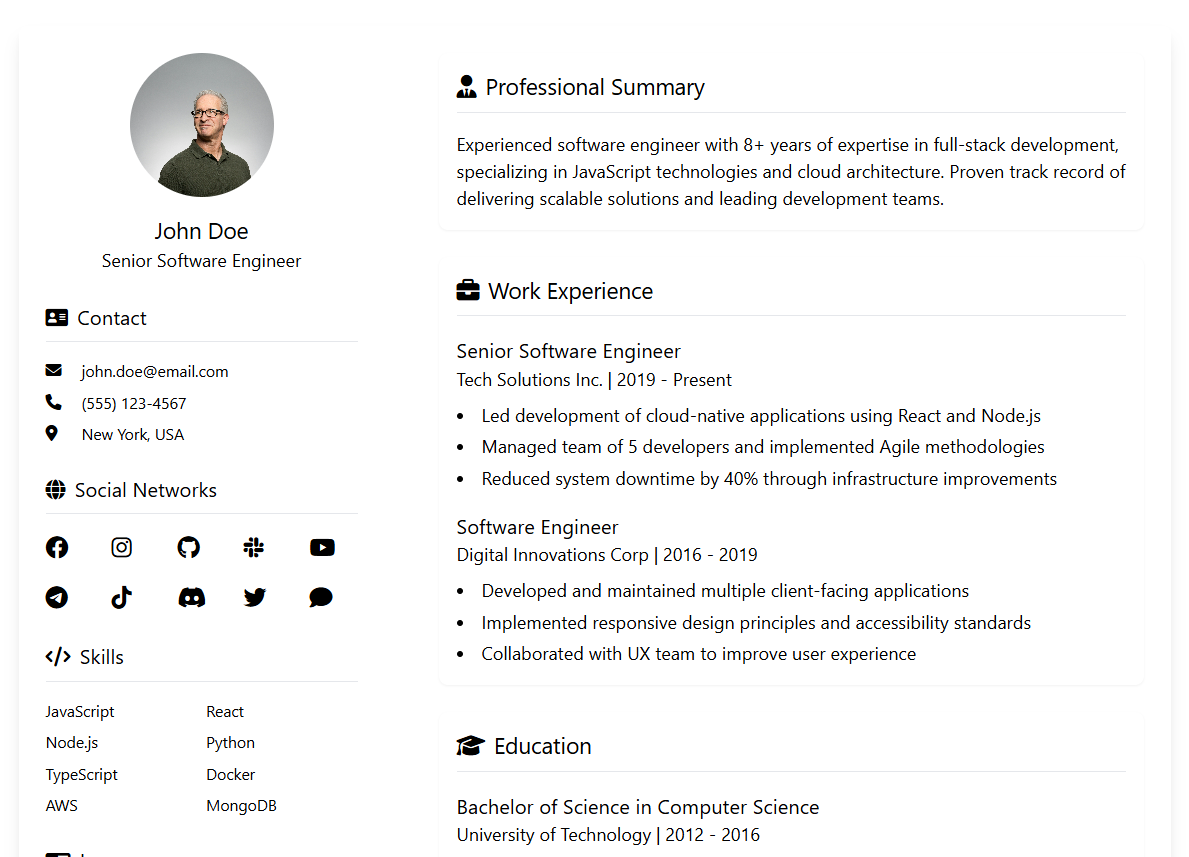 John Doe
Senior Software Engineer
Contact
john.doe@email.com
(555) 123-4567
New York, USA
Social Networks
Skills
JavaScript
React
Node.js
Python
TypeScript
Docker
AWS
MongoDB
Professional Summary
Experienced software engineer with 8+ years of expertise in full-stack development,
specializing in JavaScript technologies and cloud architecture. Proven track record of
delivering scalable solutions and leading development teams.
Work Experience
Senior Software Engineer
Tech Solutions Inc. | 2019 - Present
• Led development of cloud-native applications using React and Node.js
• Managed team of 5 developers and implemented Agile methodologies
• Reduced system downtime by 40% through infrastructure improvements
Software Engineer
Digital Innovations Corp | 2016 - 2019
• Developed and maintained multiple client-facing applications
• Implemented responsive design principles and accessibility standards
• Collaborated with UX team to improve user experience
Education
Bachelor of Science in Computer Science
University of Technology | 2012 - 2016